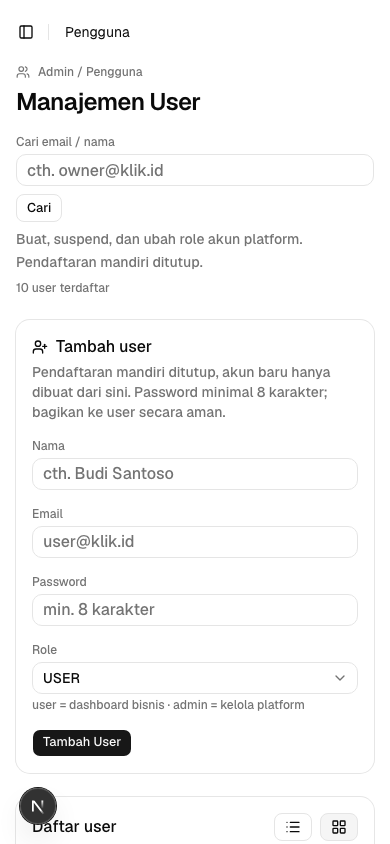 Pengguna
Admin / Pengguna
Manajemen User
Cari email / nama
cth. owner@klik.id
Cari
Buat, suspend, dan ubah role akun platform.
Pendaftaran mandiri ditutup.
10 user terdaftar
Tambah user
Pendaftaran mandiri ditutup, akun baru hanya
dibuat dari sini. Password minimal 8 karakter;
bagikan ke user secara aman.
Nama
cth. Budi Santoso
Email
user@klik.id
Password
min. 8 karakter
Role
USER
user = dashboard bisnis · admin = kelola platform
Tambah User
N
Daftar user